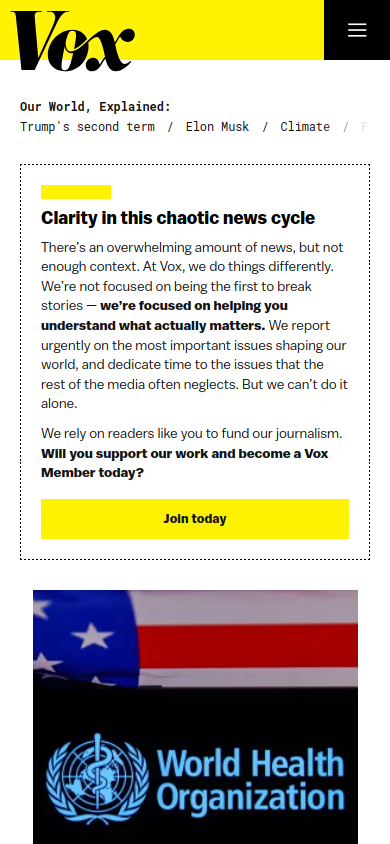 Vox
Our World, Explained:
Trump's second term / Elon Musk / Climate /
Clarity in this chaotic news cycle
There's an overwhelming amount of news, but not
enough context. At Vox, we do things differently.
We're not focused on being the first to break
stories — we're focused on helping you
understand what actually matters. We report
urgently on the most important issues shaping our
world, and dedicate time to the issues that the
rest of the media often neglects. But we can't do it
alone.
We rely on readers like you to fund our journalism.
Will you support our work and become a Vox
Member today?
Join today
World Health
Organization